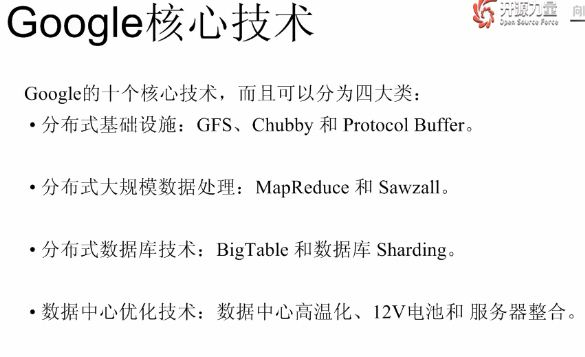 Google核心技术
开源力量
Open Source Force
向
Google的十个核心技术，而且可以分为四大类：
• 分布式基础设施：GFS、Chubby 和 Protocol Buffer。
• 分布式大规模数据处理：MapReduce 和 Sawzall。
• 分布式数据库技术：BigTable 和数据库 Sharding。
• 数据中心优化技术：数据中心高温化、12V电池和 服务器整合。